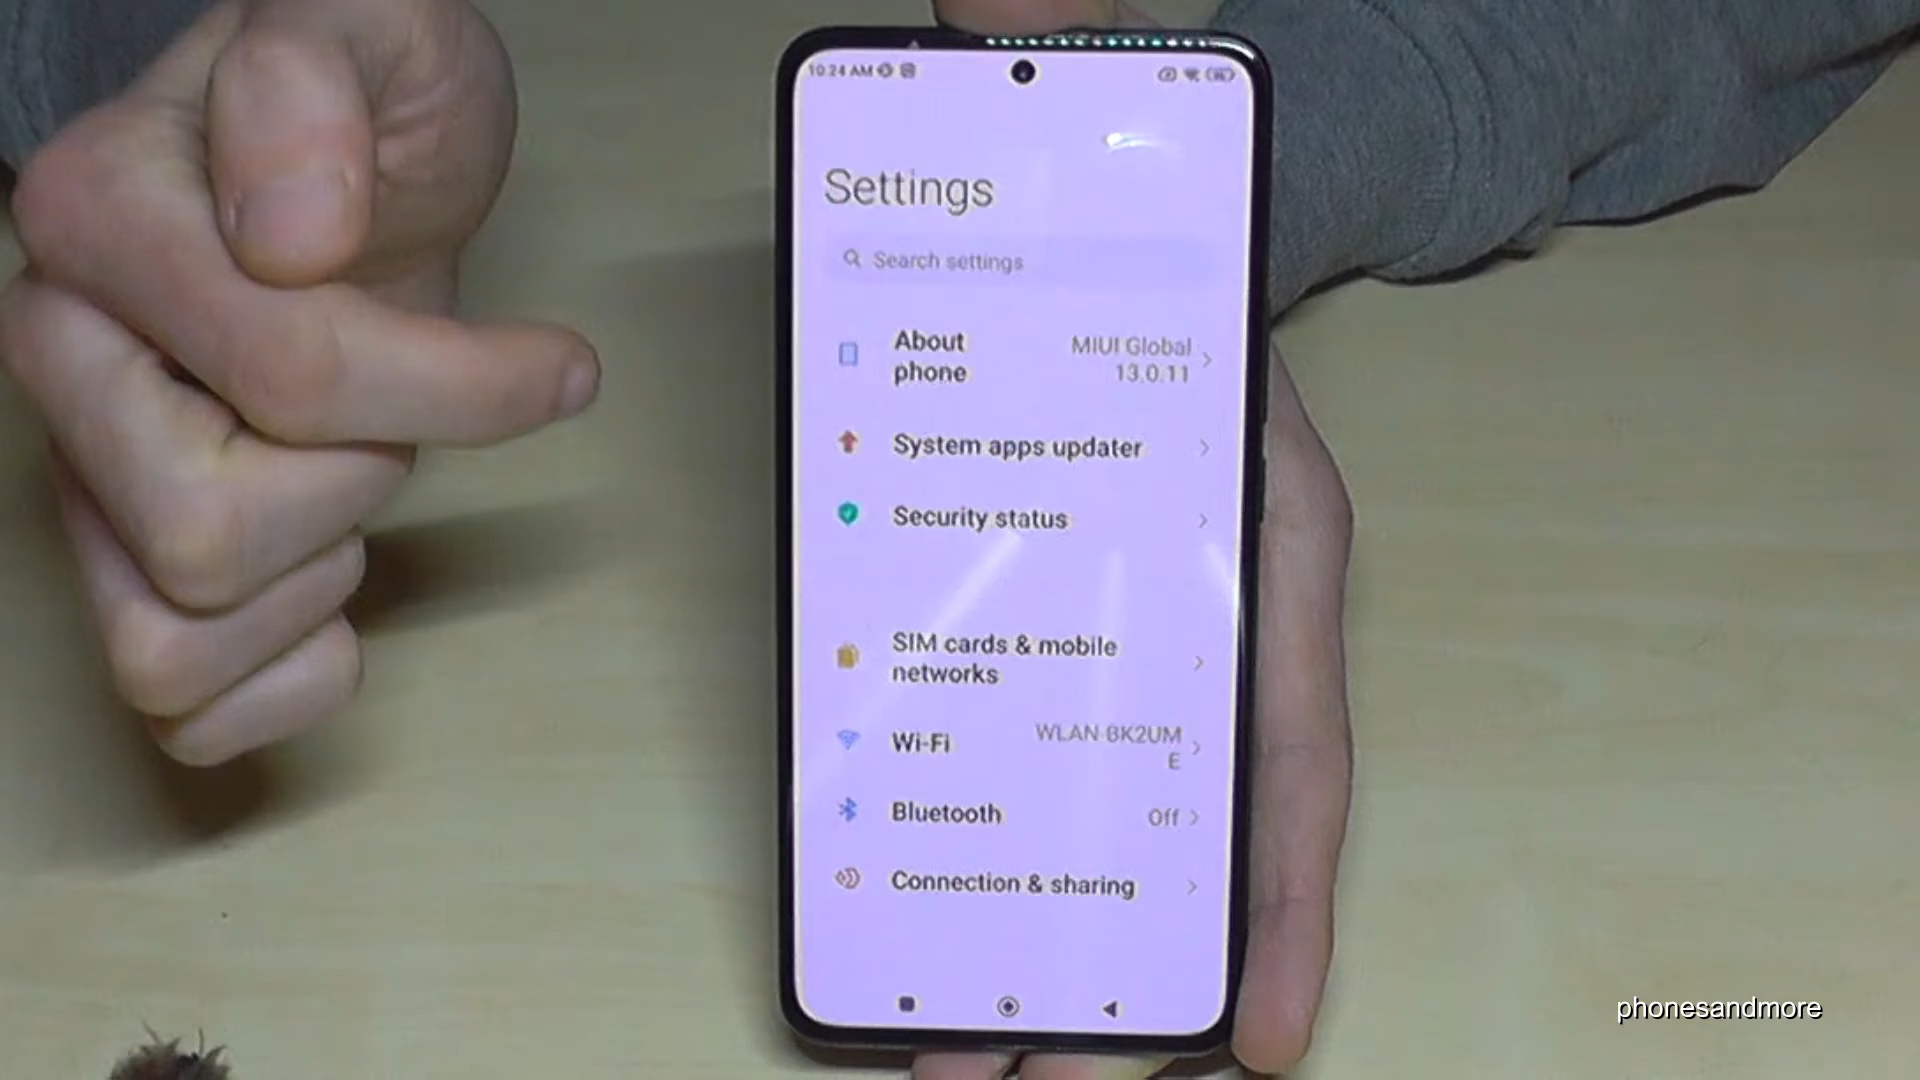 10:24 AM
Settings
Search settings
About
phone
MIUI Global
13.0.11
System apps updater
Security status
SIM cards & mobile
networks
Wi-Fi
WLAN-BK2UM
E
Bluetooth
Off
Connection & sharing
phonesandmore